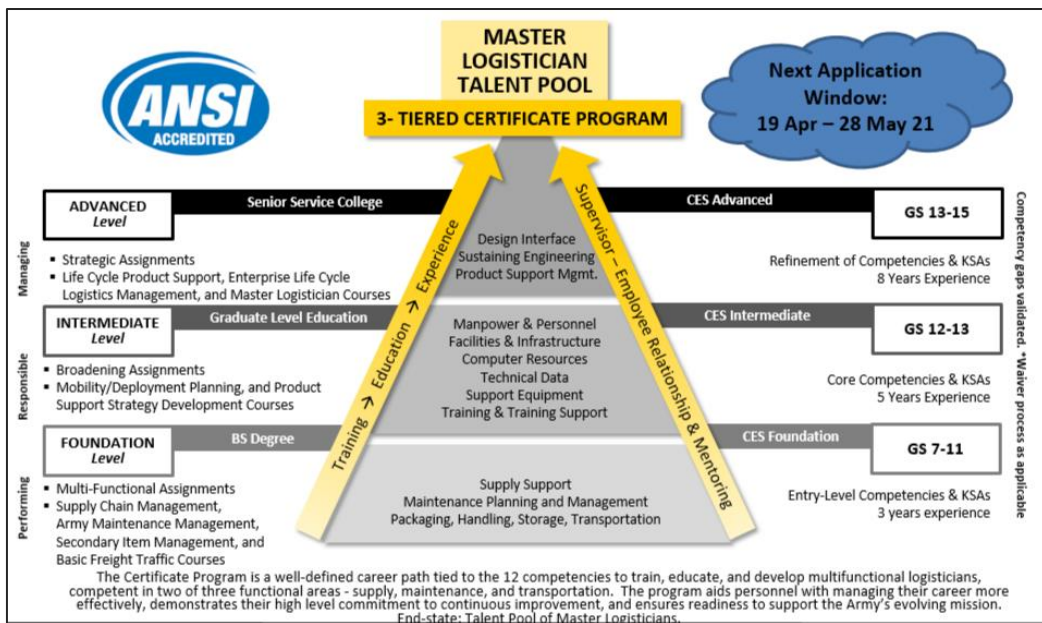 MASTER
LOGISTICIAN
TALENT POOL
3- TIERED CERTIFICATE PROGRAM
ANSI
ACCREDITED
Next Application
Window:
19 Apr – 28 May 21
ADVANCED
Level
Senior Service College
CES Advanced
GS 13-15
Managing
▪ Strategic Assignments
▪ Life Cycle Product Support, Enterprise Life Cycle
Logistics Management, and Master Logistician Courses
Design Interface
Sustaining Engineering
Product Support Mgmt.
Refinement of Competencies & KSAs
8 Years Experience
INTERMEDIATE
Level
Graduate Level Education
CES Intermediate
GS 12-13
Responsible
▪ Broadening Assignments
▪ Mobility/Deployment Planning, and Product
Support Strategy Development Courses
Manpower & Personnel
Facilities & Infrastructure
Computer Resources
Technical Data
Support Equipment
Training & Training Support
Core Competencies & KSAs
5 Years Experience
FOUNDATION
Level
BS Degree
CES Foundation
GS 7-11
Performing
▪ Multi-Functional Assignments
▪ Supply Chain Management,
Army Maintenance Management,
Secondary Item Management, and
Basic Freight Traffic Courses
Supply Support
Maintenance Planning and Management
Packaging, Handling, Storage, Transportation
Entry-Level Competencies & KSAs
3 years experience
Training → Education → Experience
Supervisor – Employee Relationship & Mentoring
Competency gaps validated. *Waiver process as applicable
The Certificate Program is a well-defined career path tied to the 12 competencies to train, educate, and develop multifunctional logisticians,
competent in two of three functional areas - supply, maintenance, and transportation. The program aids personnel with managing their career more
effectively, demonstrates their high level commitment to continuous improvement, and ensures readiness to support the Army's evolving mission.
End-state: Talent Pool of Master Logisticians.